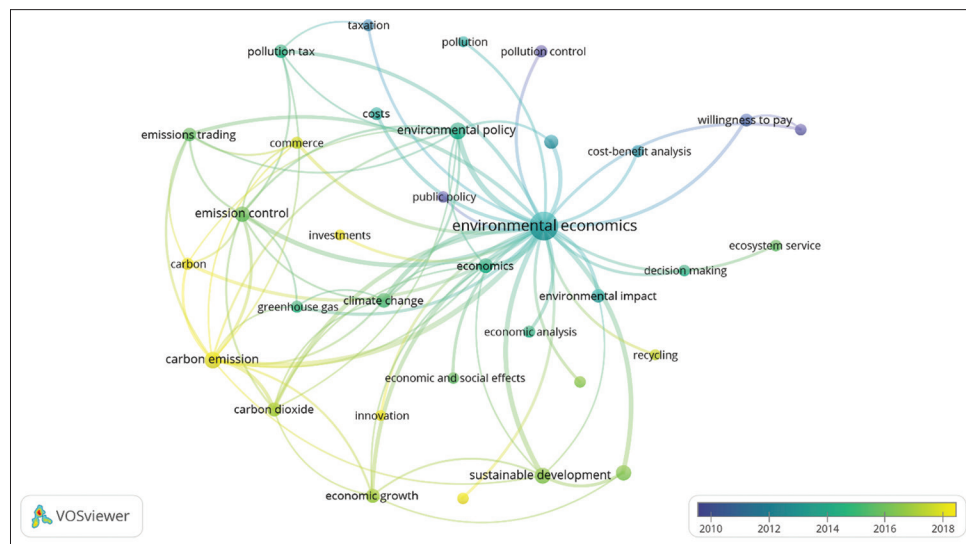 taxation
pollution tax
pollution
pollution control
costs
emissions trading
environmental policy
willingness to pay
commerce
cost-benefit analysis
public policy
emission control
environmental economics
investments
ecosystem service
carbon
economics
decision making
climate change
environmental impact
greenhouse gas
economic analysis
carbon emission
recycling
economic and social effects
carbon dioxide
innovation
sustainable development
economic growth
VOSviewer
2010 2012 2014 2016 2018